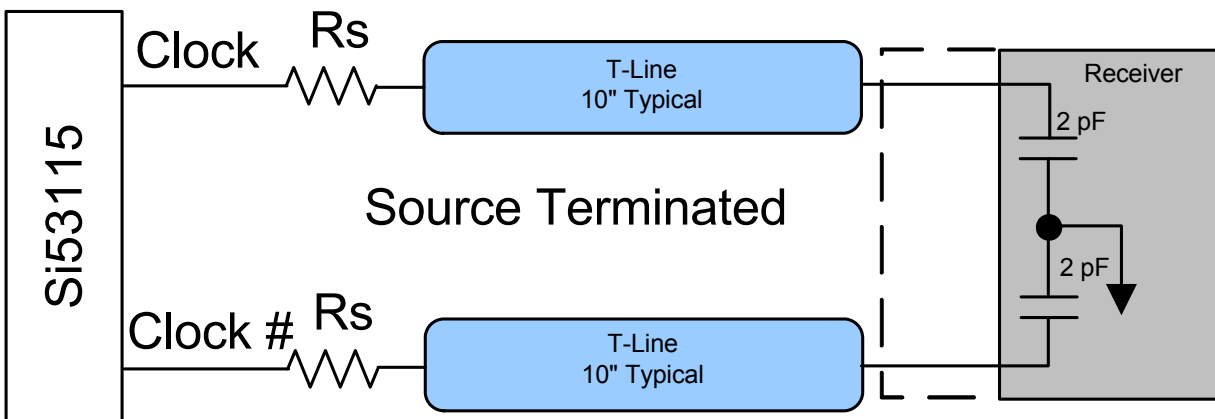 Si53115
Clock
Rs
T-Line
10" Typical
Receiver
2 pF
Source Terminated
2 pF
Clock #
Rs
T-Line
10" Typical